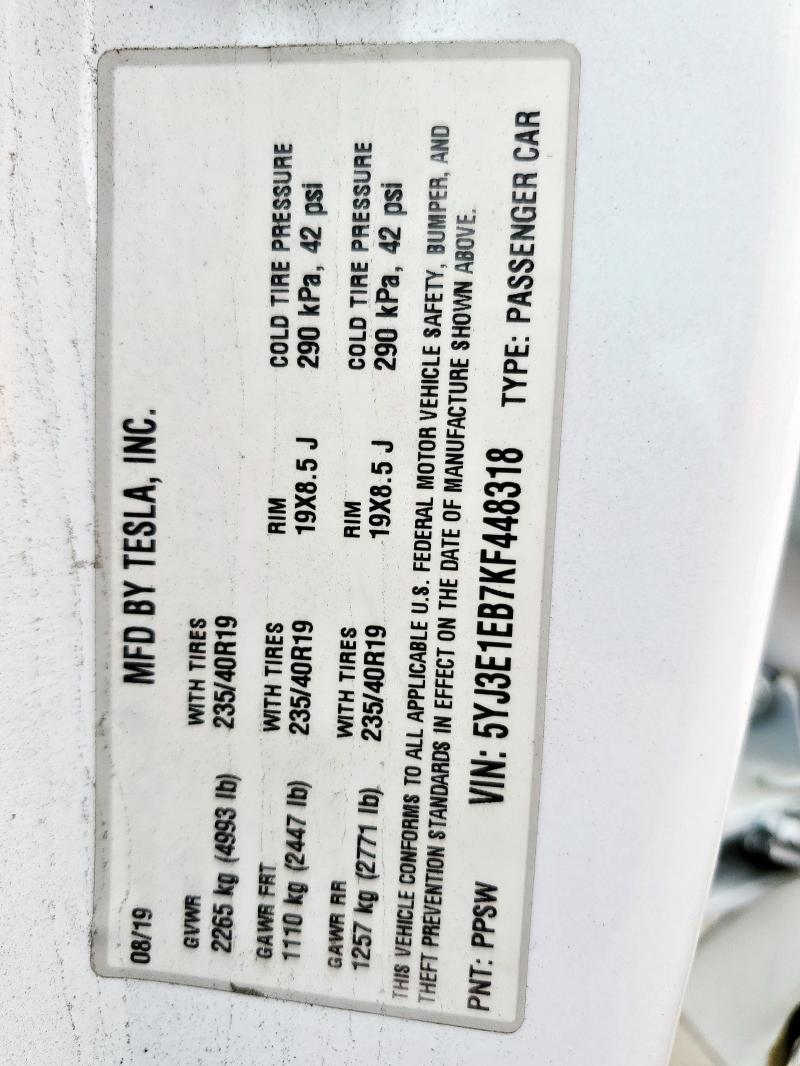 MFD BY TESLA, INC.
08/19
GVWR WITH TIRES
2265 kg (4993 lb) 235/40R19
GAWR FRT WITH TIRES RIM COLD TIRE PRESSURE
1110 kg (2447 lb) 235/40R19 19X8.5 J 290 kPa, 42 psi
GAWR RR WITH TIRES RIM COLD TIRE PRESSURE
1257 kg (2771 lb) 235/40R19 19X8.5 J 290 kPa, 42 psi
THIS VEHICLE CONFORMS TO ALL APPLICABLE U.S. FEDERAL MOTOR VEHICLE SAFETY, BUMPER, AND
THEFT PREVENTION STANDARDS IN EFFECT ON THE DATE OF MANUFACTURE SHOWN ABOVE.
PNT: PPSW VIN: 5YJ3E1EB7KF448318 TYPE: PASSENGER CAR